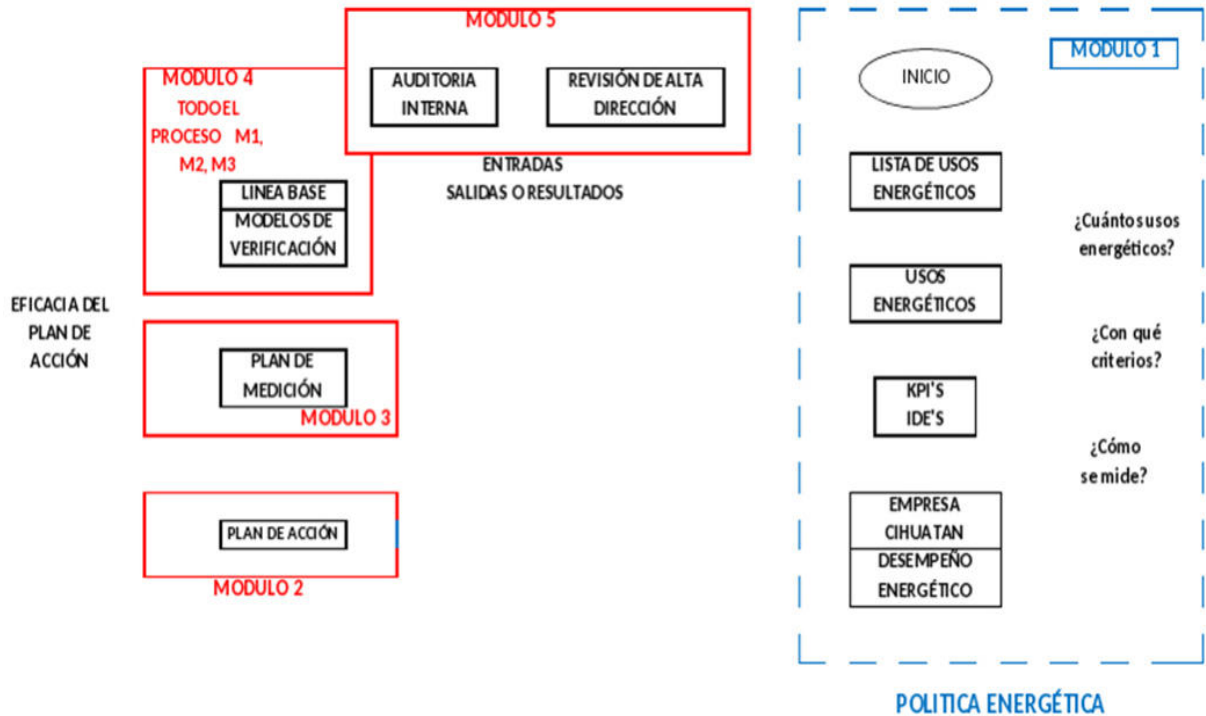 MODULO 5
AUDITORIA
INTERNA
REVISIÓN DE ALTA
DIRECCIÓN
MODULO 4
TODO EL
PROCESO M1,
M2, M3
LINEA BASE
MODELOS DE
VERIFICACIÓN
ENTRADAS
SALIDAS O RESULTADOS
EFICACIA DEL
PLAN DE
ACCIÓN
PLAN DE
MEDICIÓN
MODULO 3
PLAN DE ACCIÓN
MODULO 2
MODULO 1
INICIO
LISTA DE USOS
ENERGÉTICOS
¿Cuántos usos
energéticos?
USOS
ENERGÉTICOS
¿Con qué
criterios?
KPI'S
IDE'S
¿Cómo
se mide?
EMPRESA
CIHUATAN
DESEMPEÑO
ENERGÉTICO
POLITICA ENERGÉTICA